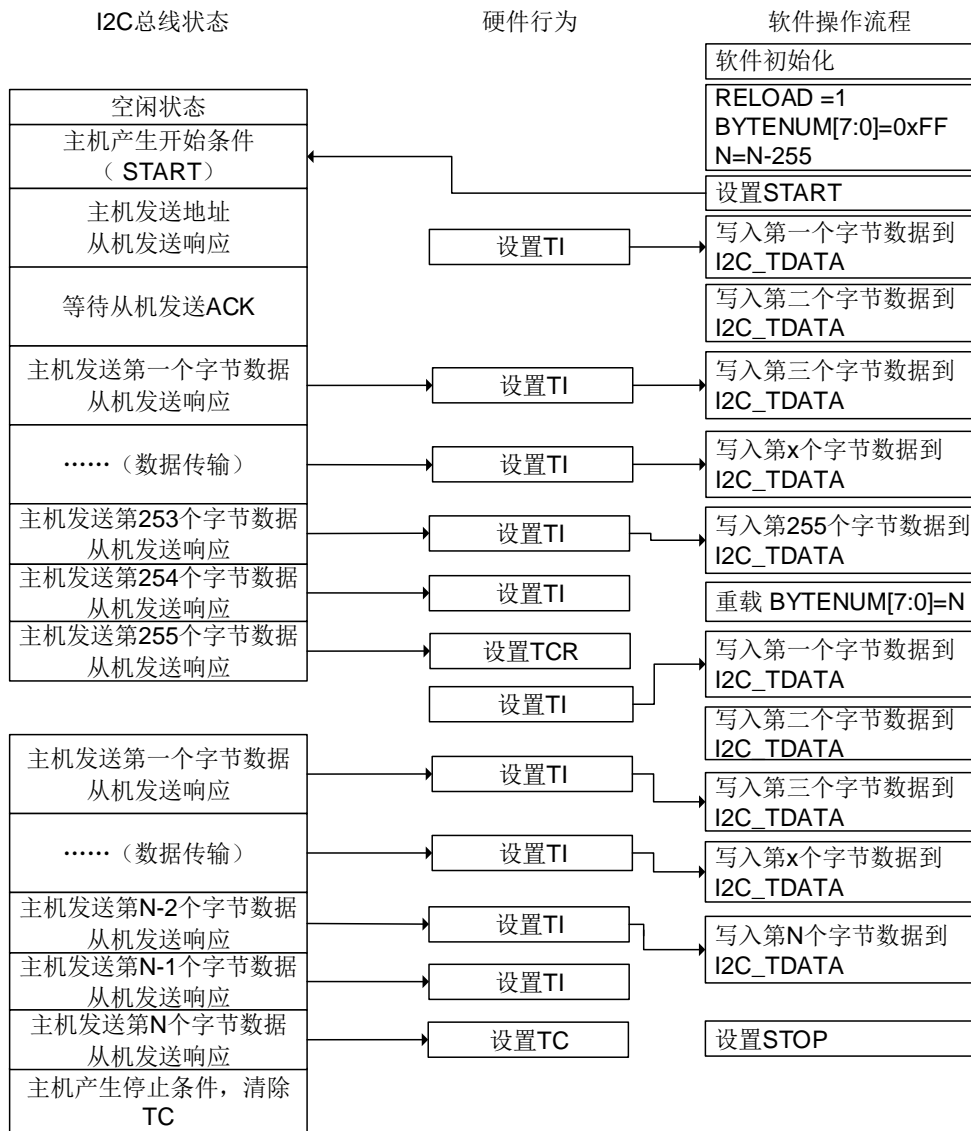 I2C总线状态
硬件行为
软件操作流程
软件初始化
空闲状态
RELOAD =1
BYTENUM[7:0]=0xFF
N=N-255
主机产生开始条件
（ START）
设置START
主机发送地址
从机发送响应
设置TI
写入第一个字节数据到
I2C_TDATA
等待从机发送ACK
写入第二个字节数据到
I2C_TDATA
主机发送第一个字节数据
从机发送响应
设置TI
写入第三个字节数据到
I2C_TDATA
……（数据传输）
设置TI
写入第x个字节数据到
I2C_TDATA
主机发送第253个字节数据
从机发送响应
设置TI
写入第255个字节数据到
I2C_TDATA
主机发送第254个字节数据
从机发送响应
设置TI
重载 BYTENUM[7:0]=N
主机发送第255个字节数据
从机发送响应
设置TCR
设置TI
写入第一个字节数据到
I2C_TDATA
写入第二个字节数据到
I2C_TDATA
主机发送第一个字节数据
从机发送响应
设置TI
写入第三个字节数据到
I2C_TDATA
……（数据传输）
设置TI
写入第x个字节数据到
I2C_TDATA
主机发送第N-2个字节数据
从机发送响应
设置TI
写入第N个字节数据到
I2C_TDATA
主机发送第N-1个字节数据
从机发送响应
设置TI
主机发送第N个字节数据
从机发送响应
设置TC
设置STOP
主机产生停止条件，清除
TC